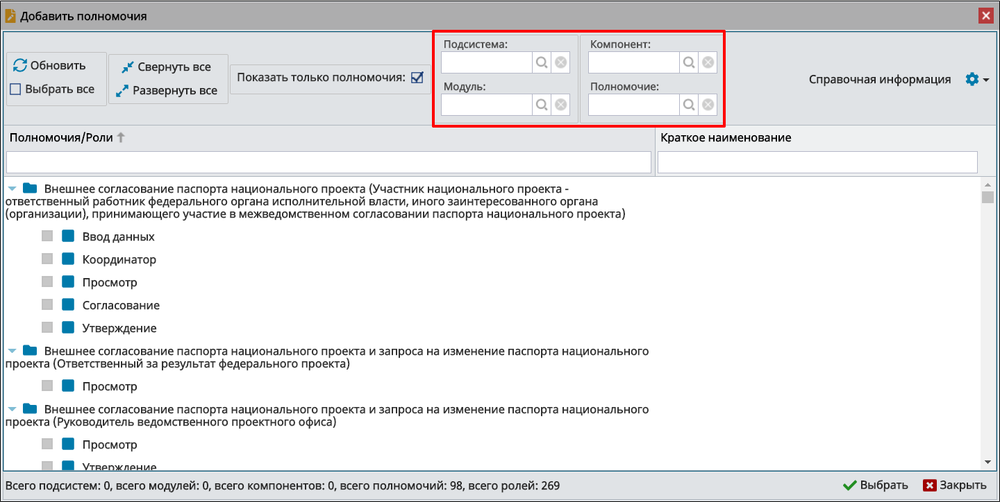 Добавить полномочия
Обновить
Выбрать все
Свернуть все
Развернуть все
Показать только полномочия:
Подсистема:
Модуль:
Компонент:
Полномочие:
Справочная информация
Полномочия/Роли
Краткое наименование
Внешнее согласование паспорта национального проекта (Участник национального проекта -
ответственный работник федерального органа исполнительной власти, иного заинтересованного органа
(организации), принимающего участие в межведомственном согласовании паспорта национального проекта)
Ввод данных
Координатор
Просмотр
Согласование
Утверждение
Внешнее согласование паспорта национального проекта и запроса на изменение паспорта национального
проекта (Ответственный за результат федерального проекта)
Просмотр
Внешнее согласование паспорта национального проекта и запроса на изменение паспорта национального
проекта (Руководитель ведомственного проектного офиса)
Просмотр
Утверждение
Всего подсистем: 0, всего модулей: 0, всего компонентов: 0, всего полномочий: 98, всего ролей: 269
Выбрать
Закрыть